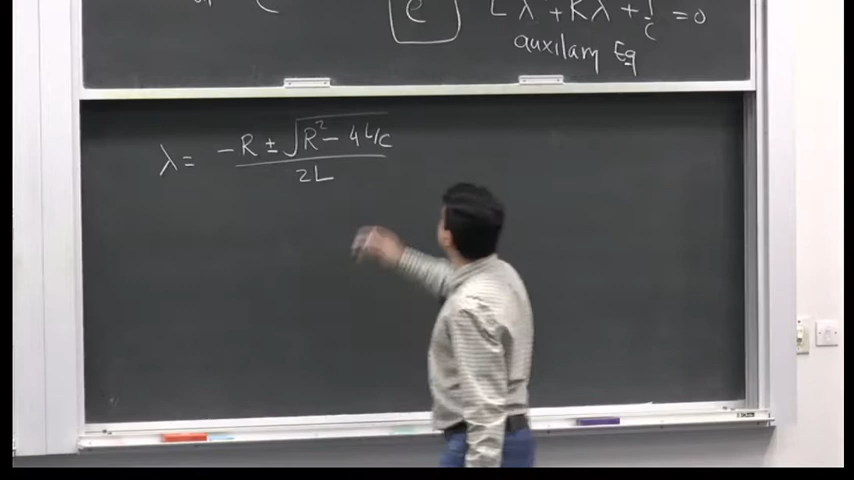 e Lλ² + Rλ + 1/C = 0
auxilary Eq
λ = (-R ± √(R² - 4L/C)) / 2L